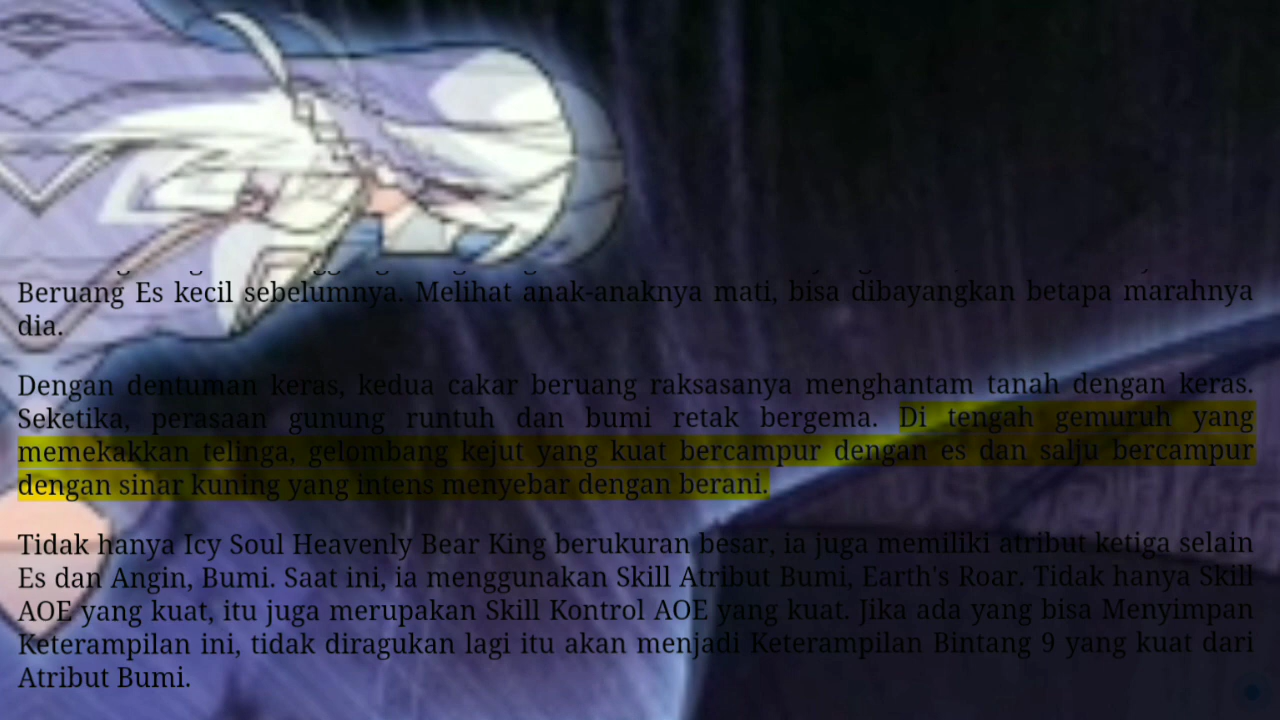 Beruang Es kecil sebelumnya. Melihat anak-anaknya mati, bisa dibayangkan betapa marahnya
dia.
Dengan dentuman keras, kedua cakar beruang raksasanya menghantam tanah dengan keras.
Seketika, perasaan gunung runtuh dan bumi retak bergema. Di tengah gemuruh yang
memekakkan telinga, gelombang kejut yang kuat bercampur dengan es dan salju bercampur
dengan sinar kuning yang intens menyebar dengan berani.
Tidak hanya Icy Soul Heavenly Bear King berukuran besar, ia juga memiliki atribut ketiga selain
Es dan Angin, Bumi. Saat ini, ia menggunakan Skill Atribut Bumi, Earth's Roar. Tidak hanya Skill
AOE yang kuat, itu juga merupakan Skill Kontrol AOE yang kuat. Jika ada yang bisa Menyimpan
Keterampilan ini, tidak diragukan lagi itu akan menjadi Keterampilan Bintang 9 yang kuat dari
Atribut Bumi.